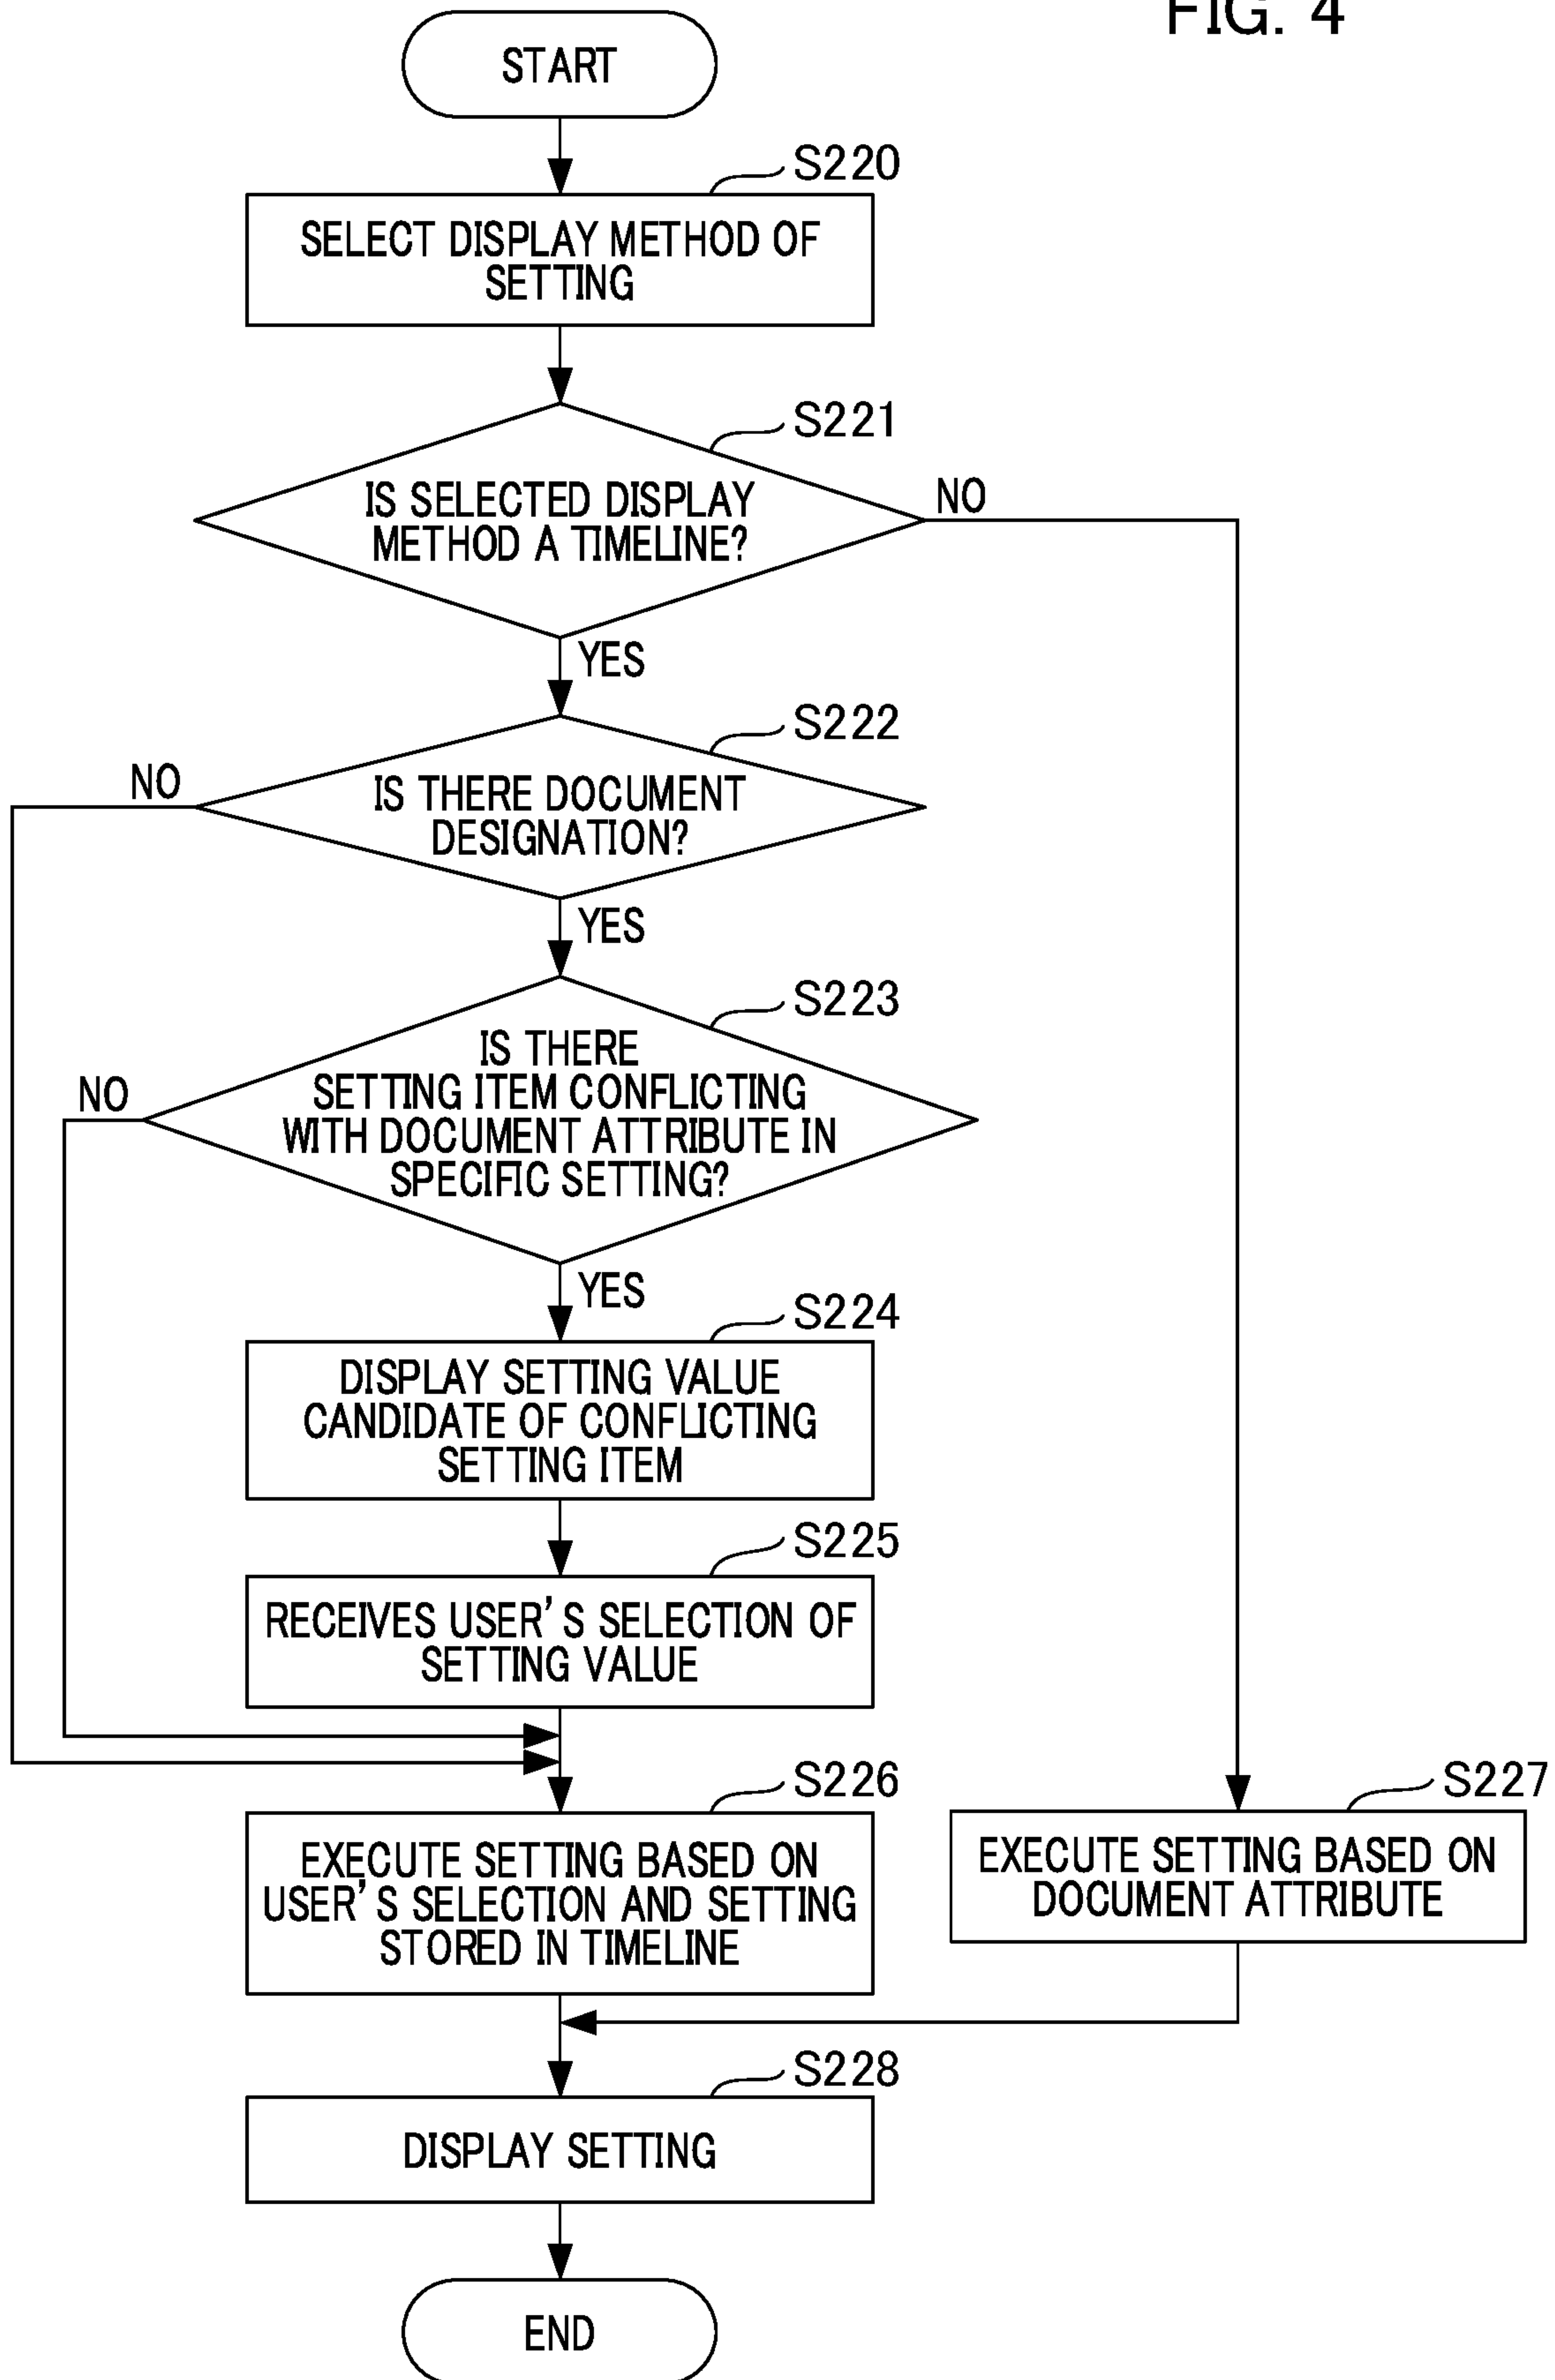 FIG. 4
START
S220
SELECT DISPLAY METHOD OF
SETTING
S221
IS SELECTED DISPLAY
METHOD A TIMELINE?
NO
YES
S222
NO
IS THERE DOCUMENT
DESIGNATION?
YES
S223
NO
IS THERE
SETTING ITEM CONFLICTING
WITH DOCUMENT ATTRIBUTE IN
SPECIFIC SETTING?
YES
S224
DISPLAY SETTING VALUE
CANDIDATE OF CONFLICTING
SETTING ITEM
S225
RECEIVES USER'S SELECTION OF
SETTING VALUE
S226
EXECUTE SETTING BASED ON
USER'S SELECTION AND SETTING
STORED IN TIMELINE
S227
EXECUTE SETTING BASED ON
DOCUMENT ATTRIBUTE
S228
DISPLAY SETTING
END